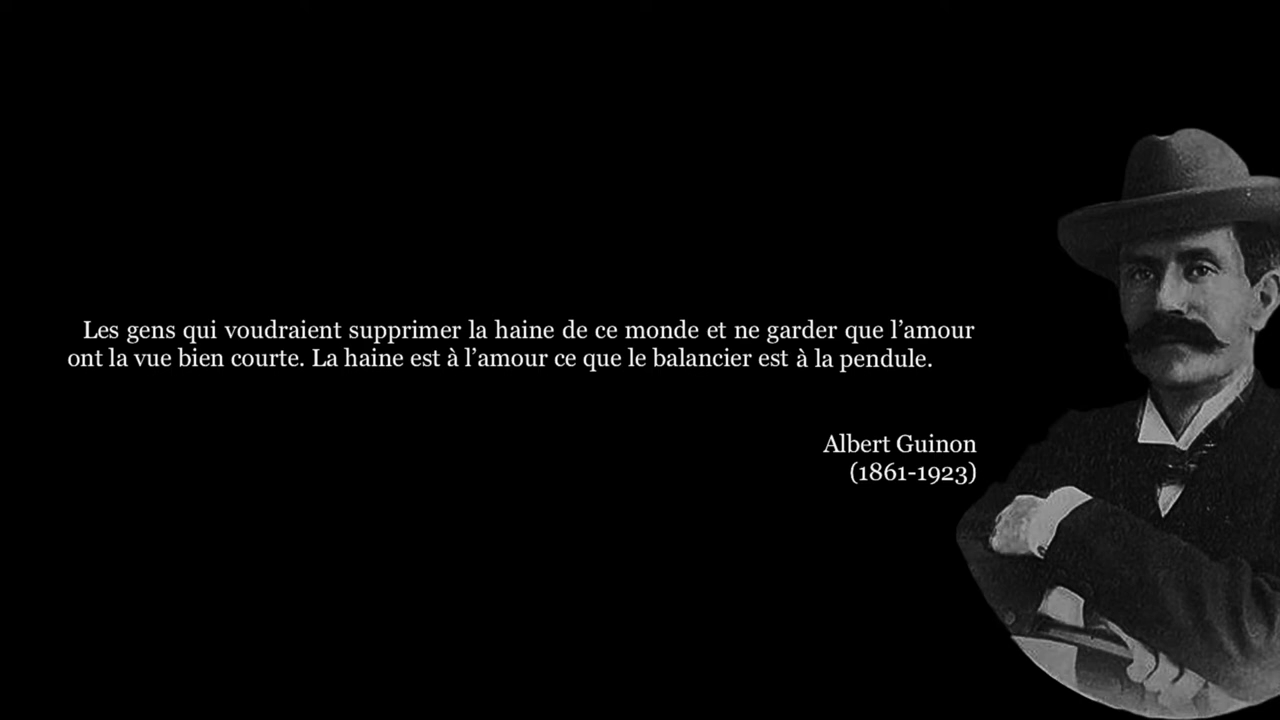 Les gens qui voudraient supprimer la haine de ce monde et ne garder que l’amour
ont la vue bien courte. La haine est à l’amour ce que le balancier est à la pendule.
Albert Guinon
(1861-1923)